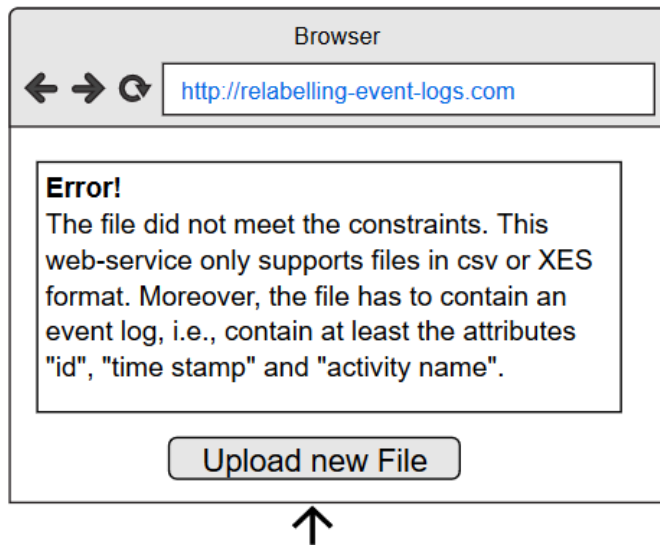 Browser
http://relabelling-event-logs.com
Error!
The file did not meet the constraints. This
web-service only supports files in csv or XES
format. Moreover, the file has to contain an
event log, i.e., contain at least the attributes
"id", "time stamp" and "activity name".
Upload new File